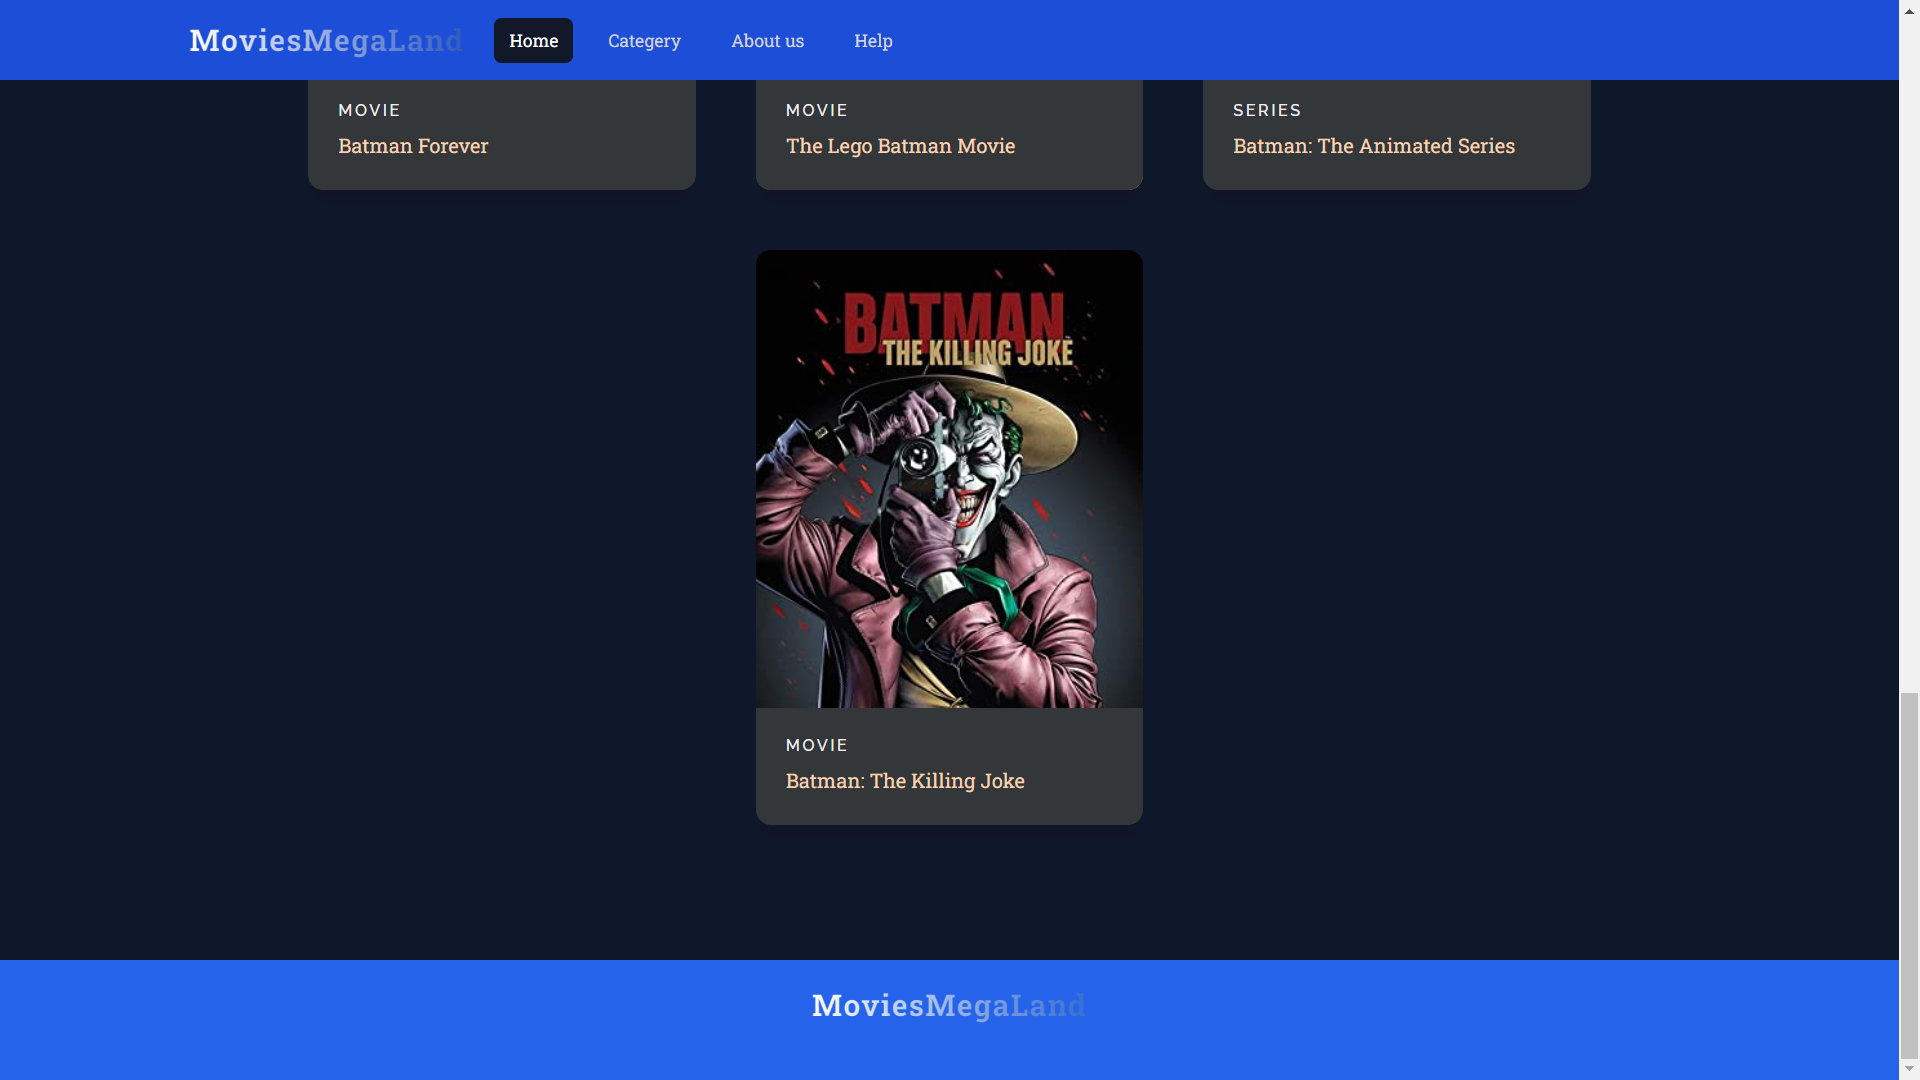 MoviesMegaLand
Home
Categery
About us
Help
MOVIE
Batman Forever
MOVIE
The Lego Batman Movie
SERIES
Batman: The Animated Series
BATMAN
THE KILLING JOKE
MOVIE
Batman: The Killing Joke
MoviesMegaLand